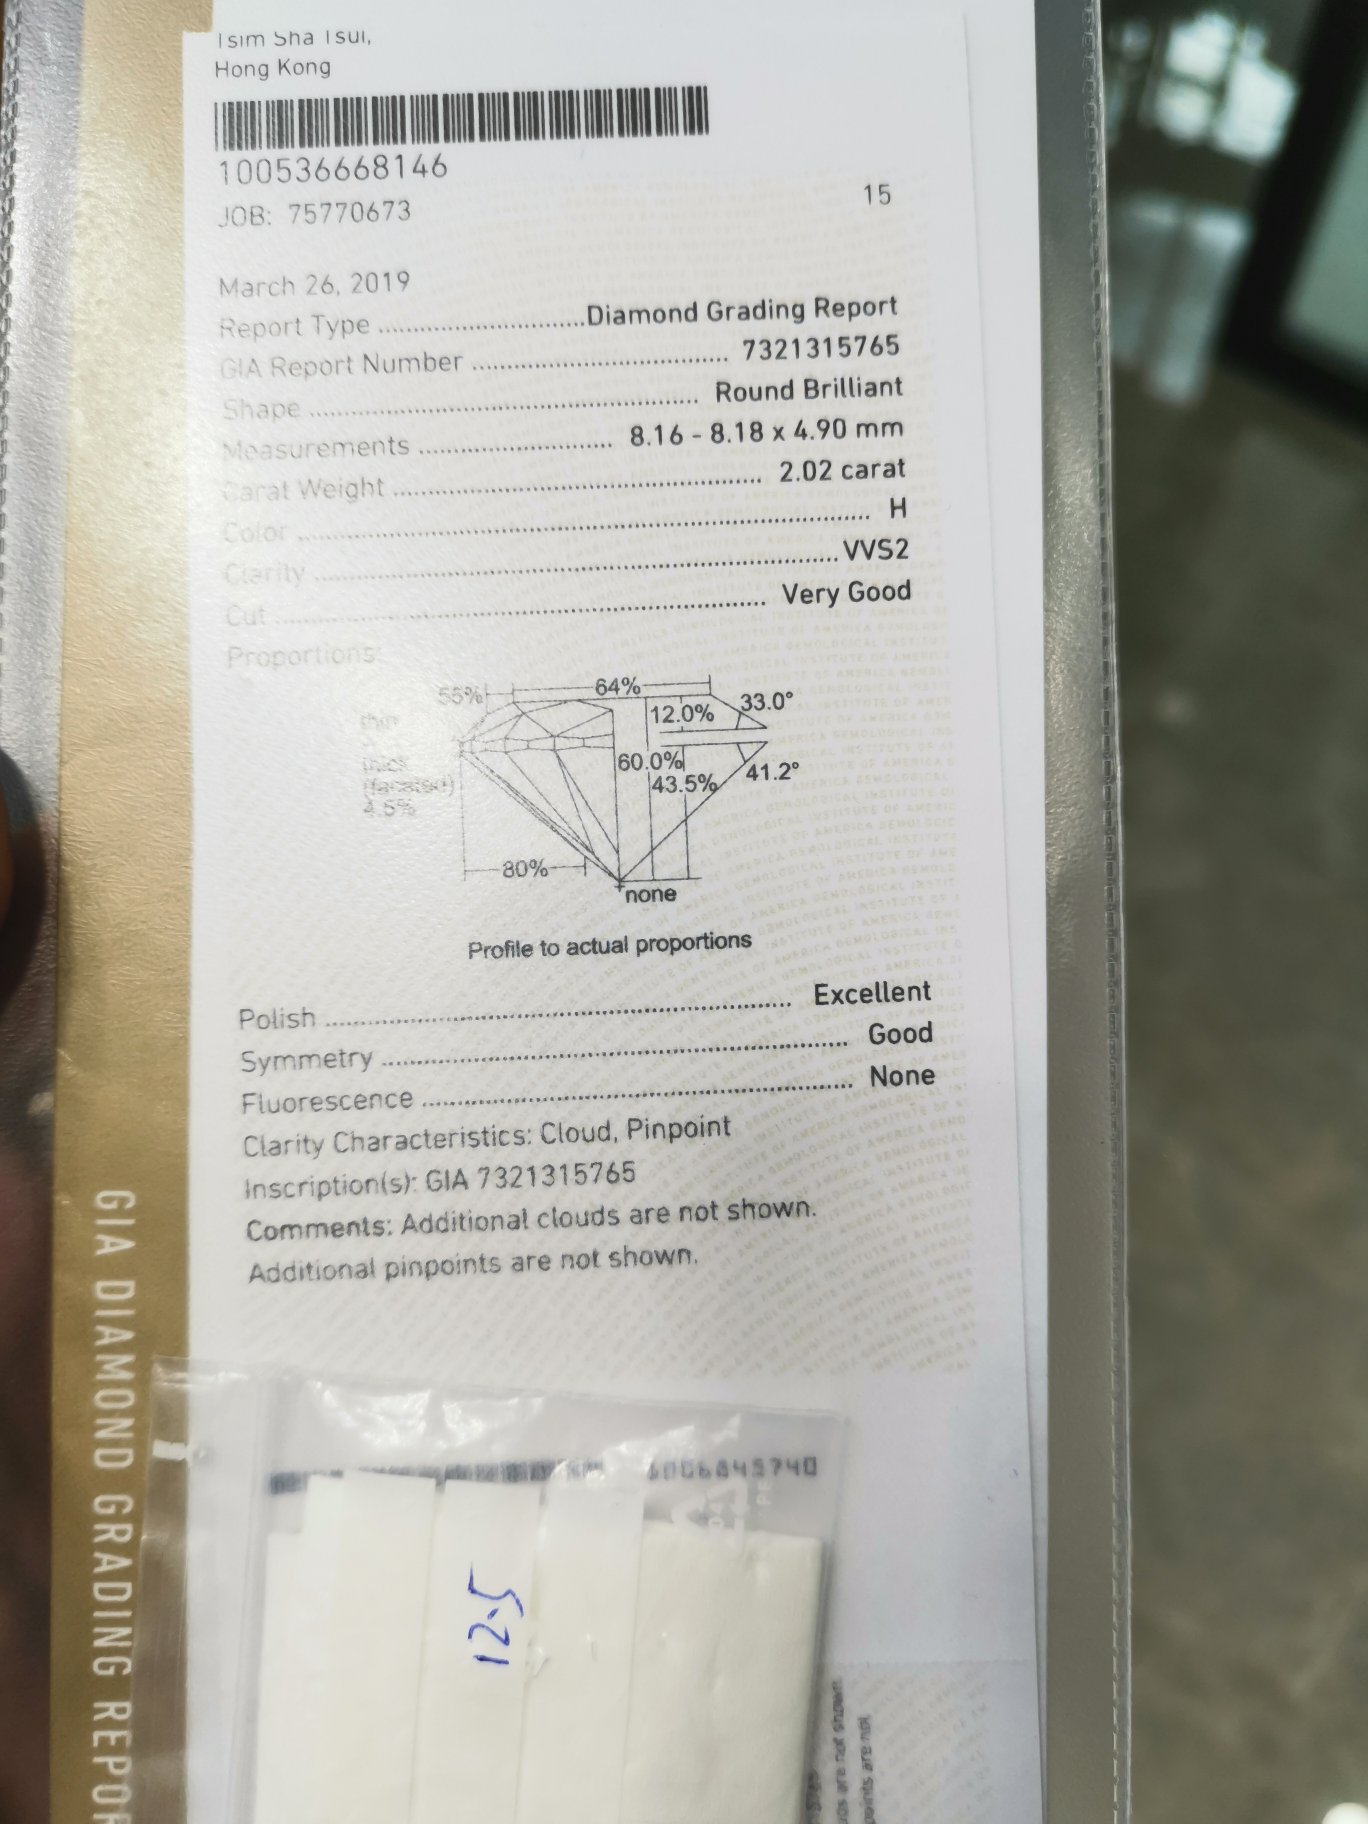 Tsim Sha Tsui,
Hong Kong
100536668146
JOB: 75770673
15
March 26, 2019
Report Type ........ Diamond Grading Report
GIA Report Number ........ 7321315765
Shape ........ Round Brilliant
Measurements ........ 8.16 - 8.18 x 4.90 mm
Carat Weight ........ 2.02 carat
Color ........ H
Clarity ........ VVS2
Cut ........ Very Good
Proportions:
55% 64% 33.0°
12.0%
thin
60.0%
thick
(faceted)
43.5% 41.2°
4.5%
80%
none
Profile to actual proportions
Polish ........ Excellent
Symmetry ........ Good
Fluorescence ........ None
Clarity Characteristics: Cloud, Pinpoint
Inscription(s): GIA 7321315765
Comments: Additional clouds are not shown.
Additional pinpoints are not shown.
GIA DIAMOND GRADING REPOR
12.5
are not shown
are not